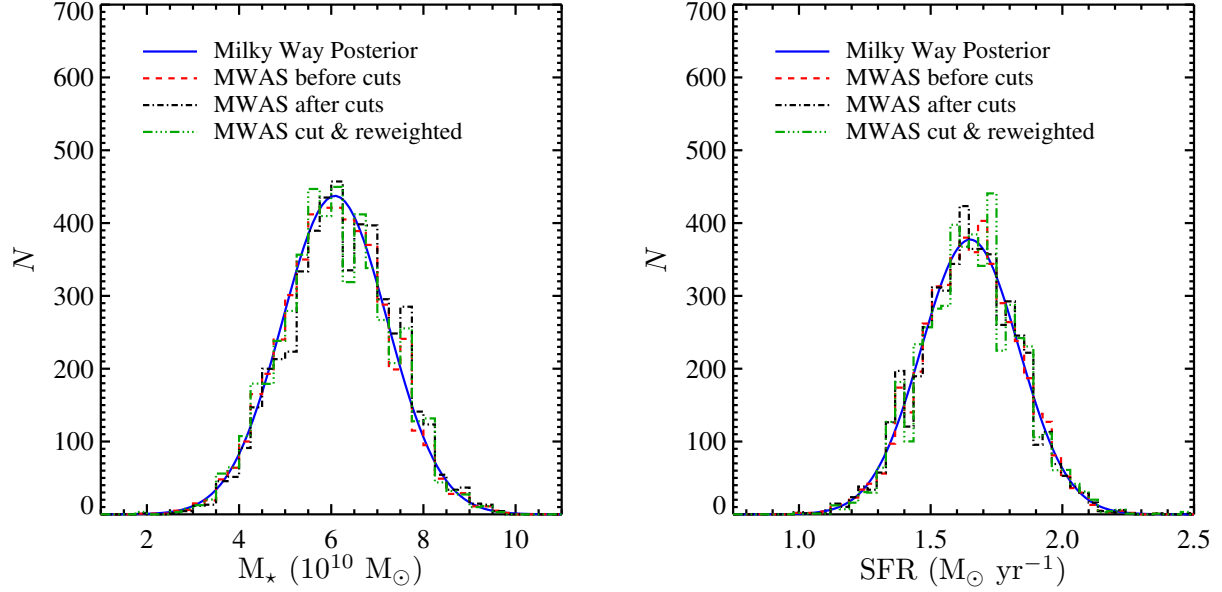 700
600
500
400
300
200
100
0
N
Milky Way Posterior
MWAS before cuts
MWAS after cuts
MWAS cut & reweighted
2 4 6 8 10
M⋆ (10¹⁰ M⊙)
700
600
500
400
300
200
100
0
N
Milky Way Posterior
MWAS before cuts
MWAS after cuts
MWAS cut & reweighted
1.0 1.5 2.0 2.5
SFR (M⊙ yr⁻¹)